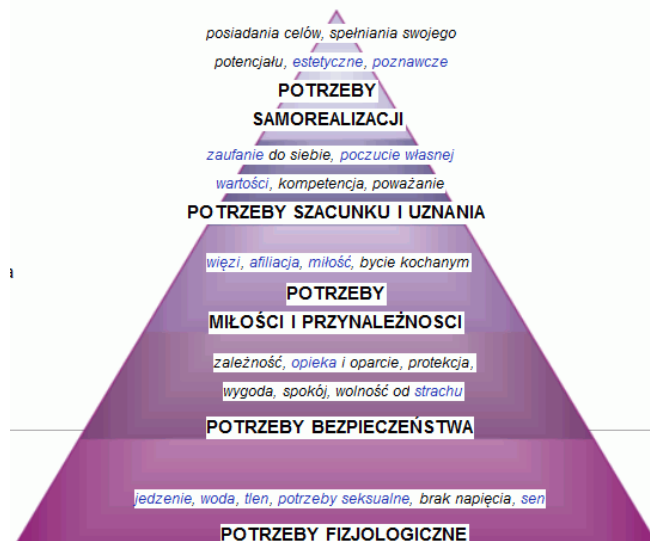 posiadania celów, spełniania swojego
potencjału, estetyczne, poznawcze
POTRZEBY
SAMOREALIZACJI
zaufanie do siebie, poczucie własnej
wartości, kompetencja, poważanie
POTRZEBY SZACUNKU I UZNANIA
więzi, afiliacja, miłość, bycie kochanym
a
POTRZEBY
MIŁOŚCI I PRZYNALEŻNOSCI
zależność, opieka i oparcie, protekcja,
wygoda, spokój, wolność od strachu
POTRZEBY BEZPIECZEŃSTWA
jedzenie, woda, tlen, potrzeby seksualne, brak napięcia, sen
POTRZEBY FIZJOLOGICZNE